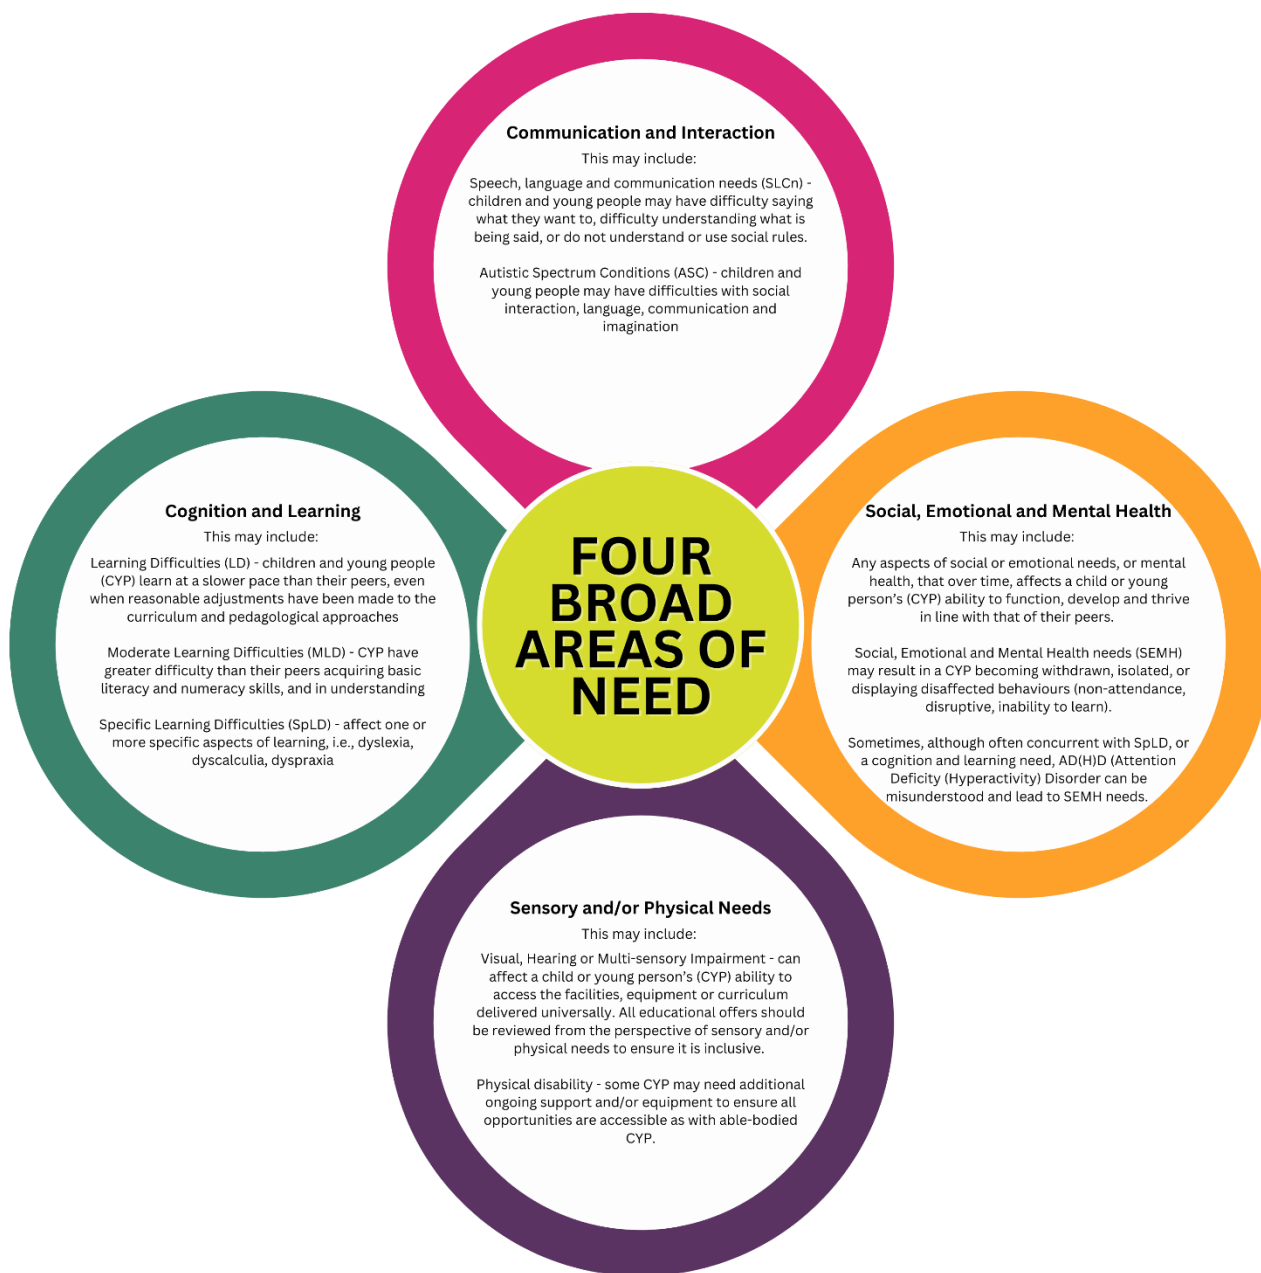 Communication and Interaction
This may include:
Speech, language and communication needs (SLCn) -
children and young people may have difficulty saying
what they want to, difficulty understanding what is
being said, or do not understand or use social rules.
Autistic Spectrum Conditions (ASC) - children and
young people may have difficulties with social
interaction, language, communication and
imagination
Cognition and Learning
This may include:
Learning Difficulties (LD) - children and young people
(CYP) learn at a slower pace than their peers, even
when reasonable adjustments have been made to the
curriculum and pedagological approaches
Moderate Learning Difficulties (MLD) - CYP have
greater difficulty than their peers acquiring basic
literacy and numeracy skills, and in understanding
Specific Learning Difficulties (SpLD) - affect one or
more specific aspects of learning, i.e., dyslexia,
dyscalculia, dyspraxia
FOUR
BROAD
AREAS OF
NEED
Social, Emotional and Mental Health
This may include:
Any aspects of social or emotional needs, or mental
health, that over time, affects a child or young
person's (CYP) ability to function, develop and thrive
in line with that of their peers.
Social, Emotional and Mental Health needs (SEMH)
may result in a CYP becoming withdrawn, isolated, or
displaying disaffected behaviours (non-attendance,
disruptive, inability to learn).
Sometimes, although often concurrent with SpLD, or
a cognition and learning need, AD(H)D (Attention
Deficity (Hyperactivity) Disorder can be
misunderstood and lead to SEMH needs.
Sensory and/or Physical Needs
This may include:
Visual, Hearing or Multi-sensory Impairment - can
affect a child or young person's (CYP) ability to
access the facilities, equipment or curriculum
delivered universally. All educational offers should
be reviewed from the perspective of sensory and/or
physical needs to ensure it is inclusive.
Physical disability - some CYP may need additional
ongoing support and/or equipment to ensure all
opportunities are accessible as with able-bodied
CYP.